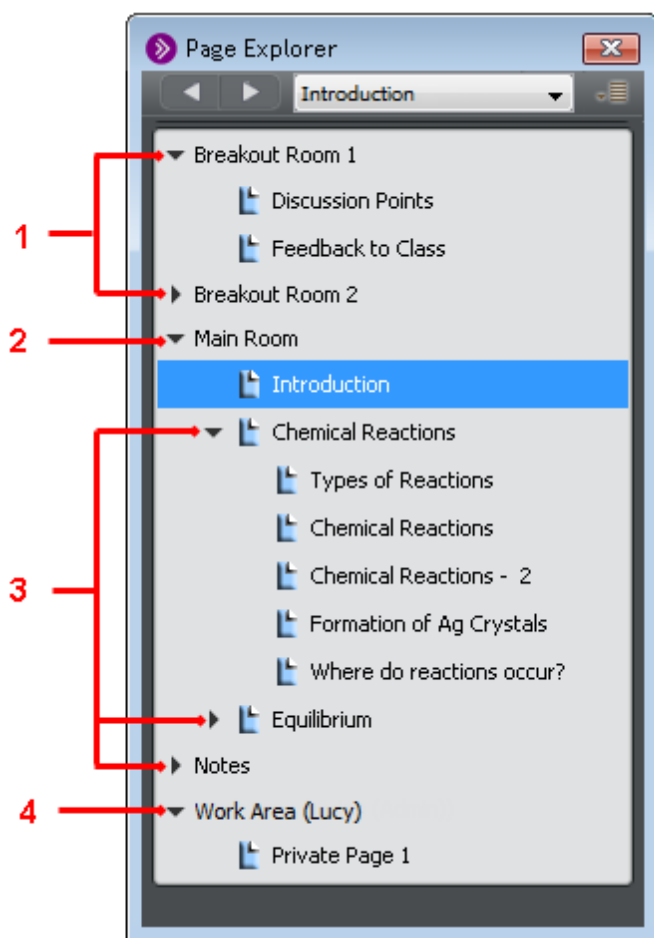 Page Explorer
Introduction
Breakout Room 1
Discussion Points
Feedback to Class
1
Breakout Room 2
2
Main Room
Introduction
Chemical Reactions
Types of Reactions
Chemical Reactions
Chemical Reactions - 2
3
Formation of Ag Crystals
Where do reactions occur?
Equilibrium
Notes
4
Work Area (Lucy)
Private Page 1